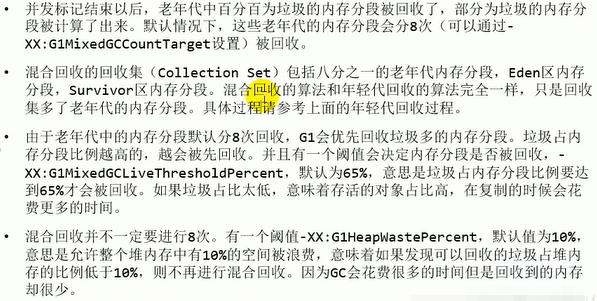 • 并发标记结束以后，老年代中百分百为垃圾的内存分段被回收了，部分为垃圾的内存分
段被计算了出来。默认情况下，这些老年代的内存分段会分8次（可以通过-
XX:G1MixedGCCountTarget设置）被回收。
• 混合回收的回收集（Collection Set）包括八分之一的老年代内存分段，Eden区内存
分段，Survivor区内存分段。混合回收的算法和年轻代回收的算法完全一样，只是回收
集多了老年代的内存分段。具体过程请参考上面的年轻代回收过程。
• 由于老年代中的内存分段默认分8次回收，G1会优先回收垃圾多的内存分段。垃圾占内
存分段比例越高的，越会被先回收。并且有一个阈值会决定内存分段是否被回收，-
XX:G1MixedGCLiveThresholdPercent，默认为65%，意思是垃圾占内存分段比例要达
到65%才会被回收。如果垃圾占比太低，意味着存活的对象占比高，在复制的时候会花
费更多的时间。
• 混合回收并不一定要进行8次。有一个阈值-XX:G1HeapWastePercent，默认值为10%，
意思是允许整个堆内存中有10%的空间被浪费，意味着如果发现可以回收的垃圾占堆内
存的比例低于10%，则不再进行混合回收。因为GC会花费很多的时间但是回收到的内存
却很少。